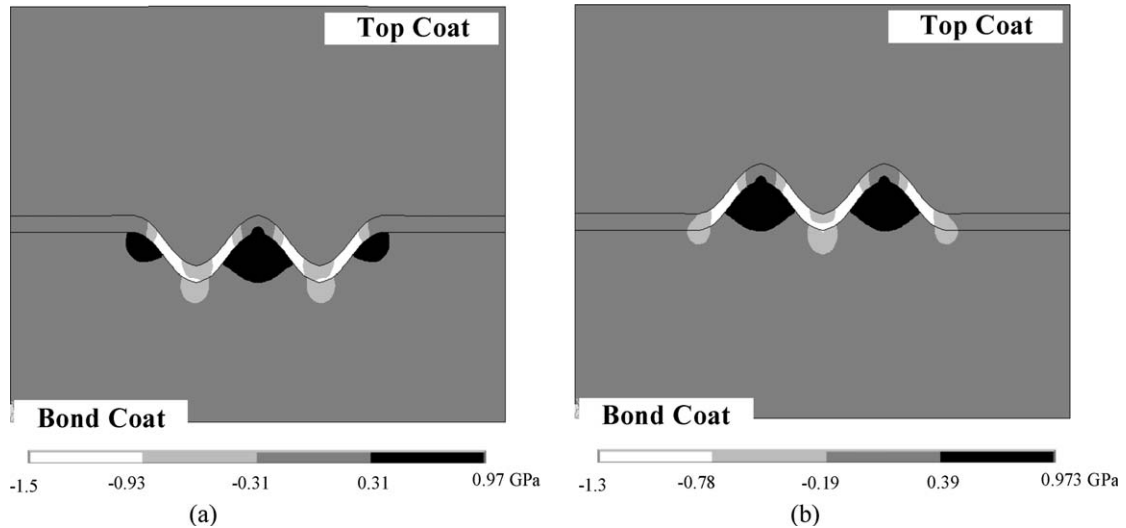 Top Coat
Bond Coat
-1.5 -0.93 -0.31 0.31 0.97 GPa
(a)
Top Coat
Bond Coat
-1.3 -0.78 -0.19 0.39 0.973 GPa
(b)